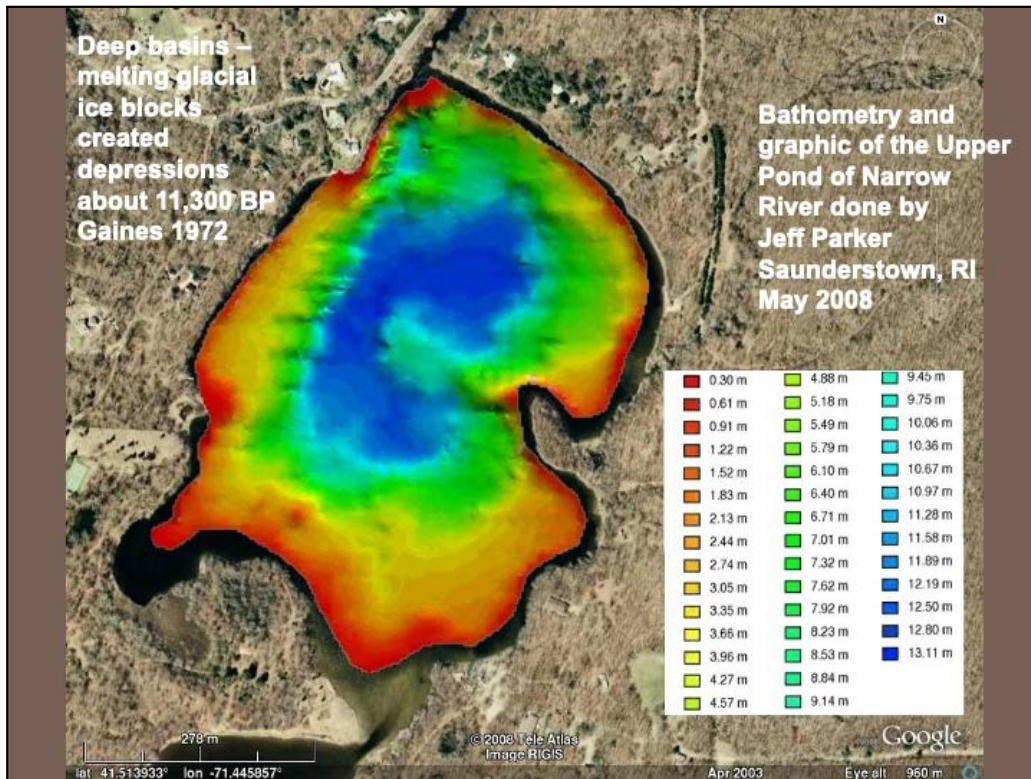 Deep basins –
melting glacial
ice blocks
created
depressions
about 11,300 BP
Gaines 1972
N
Bathometry and
graphic of the Upper
Pond of Narrow
River done by
Jeff Parker
Saunderstown, RI
May 2008
0.30 m
0.61 m
0.91 m
1.22 m
1.52 m
1.83 m
2.13 m
2.44 m
2.74 m
3.05 m
3.35 m
3.66 m
3.96 m
4.27 m
4.57 m
4.88 m
5.18 m
5.49 m
5.79 m
6.10 m
6.40 m
6.71 m
7.01 m
7.32 m
7.62 m
7.92 m
8.23 m
8.53 m
8.84 m
9.14 m
9.45 m
9.75 m
10.06 m
10.36 m
10.67 m
10.97 m
11.28 m
11.58 m
11.89 m
12.19 m
12.50 m
12.80 m
13.11 m
278 m
© 2008 Tele Atlas
Image RIGIS
Google
lat 41.513933° lon -71.445857°
Apr 2003
Eye alt 960 m